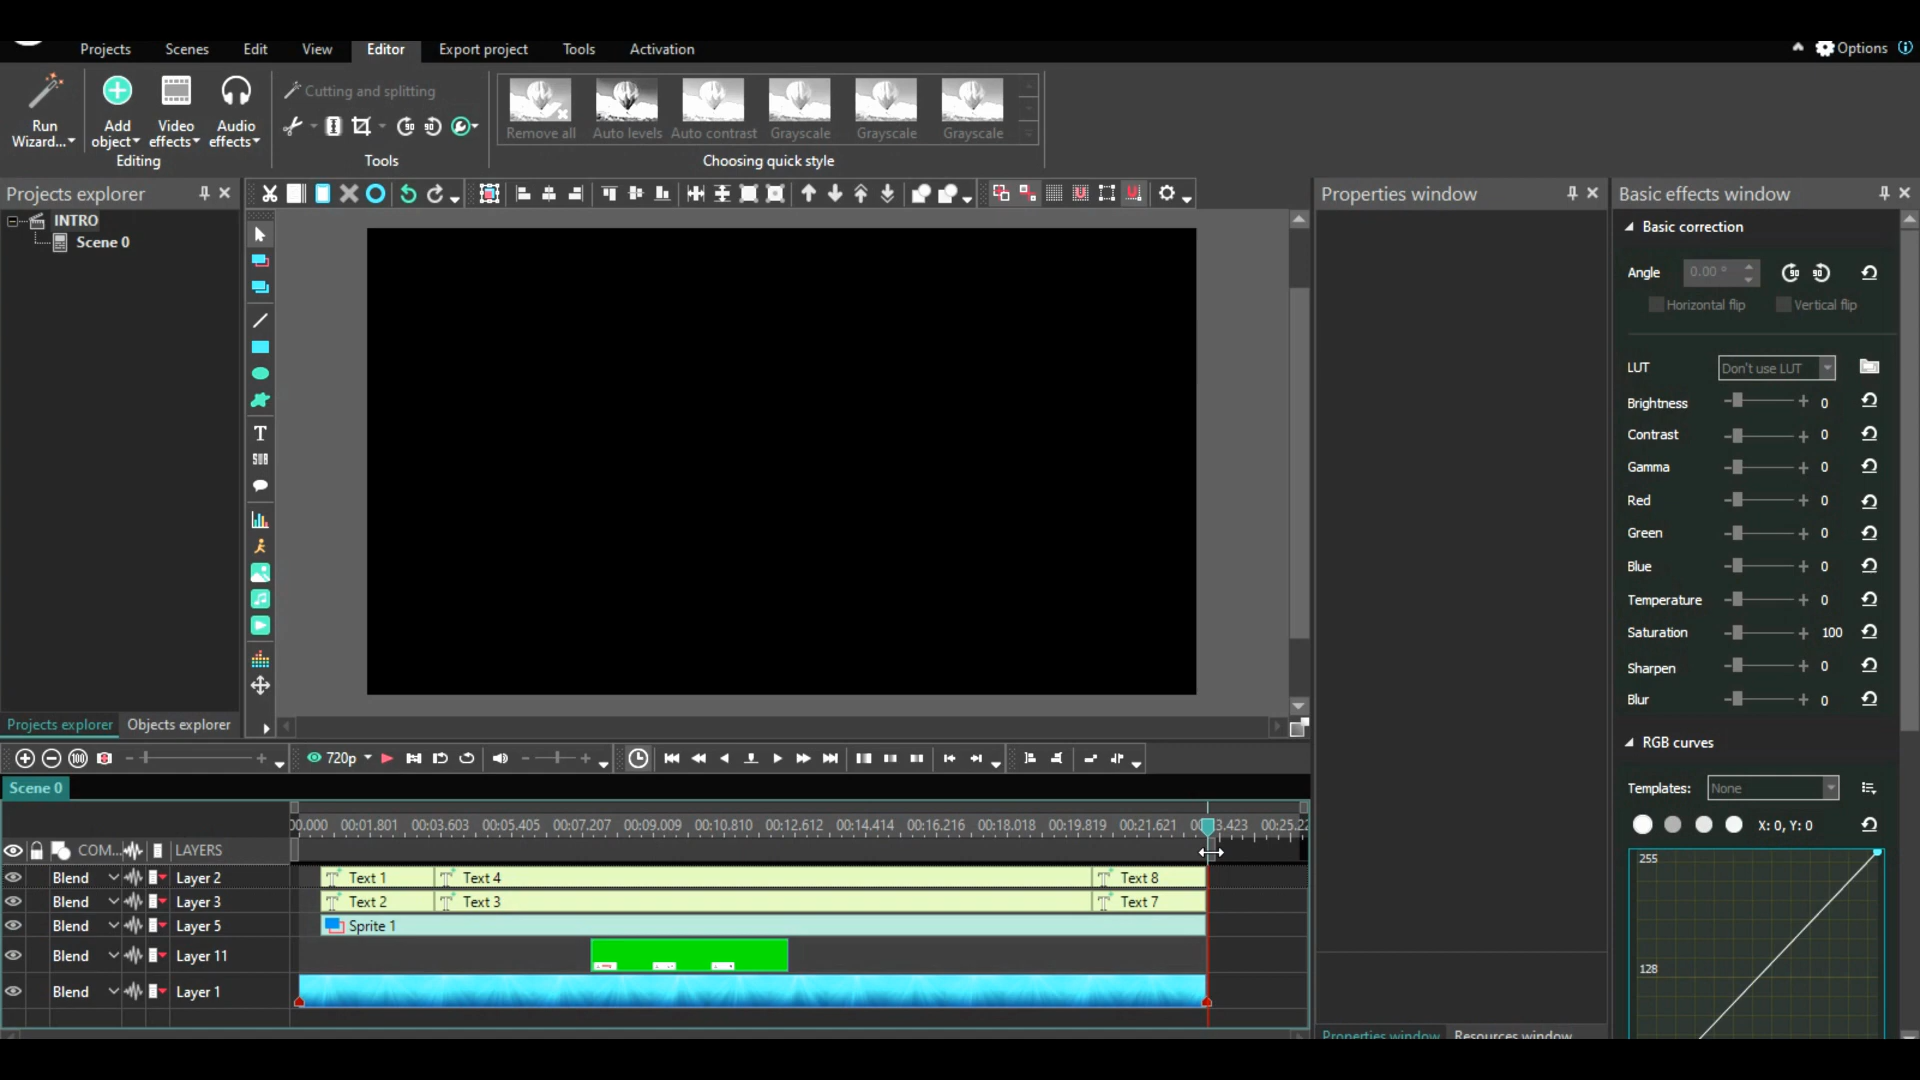 Projects Scenes Edit View Editor Export project Tools Activation Options
Cutting and splitting
Run Wizard...
Add object
Video effects
Audio effects
Remove all Auto levels Auto contrast Grayscale Grayscale Grayscale
Editing Tools Choosing quick style
Projects explorer
INTRO
Scene 0
Projects explorer Objects explorer
T
SUB
Properties window
Basic effects window
Basic correction
Angle 0.00 °
Horizontal flip Vertical flip
LUT Don't use LUT
Brightness 0
Contrast 0
Gamma 0
Red 0
Green 0
Blue 0
Temperature 0
Saturation 100
Sharpen 0
Blur 0
RGB curves
Templates: None
X: 0, Y: 0
255
128
Properties window Resources window
100 720p
Scene 0
00:01.801 00:03.603 00:05.405 00:07.207 00:09.009 00:10.810 00:12.612 00:14.414 00:16.216 00:18.018 00:19.819 00:21.621
COM... LAYERS
Blend Layer 2 Text 1 Text 4 Text 8
Blend Layer 3 Text 2 Text 3 Text 7
Blend Layer 5 Sprite 1
Blend Layer 11
Blend Layer 1